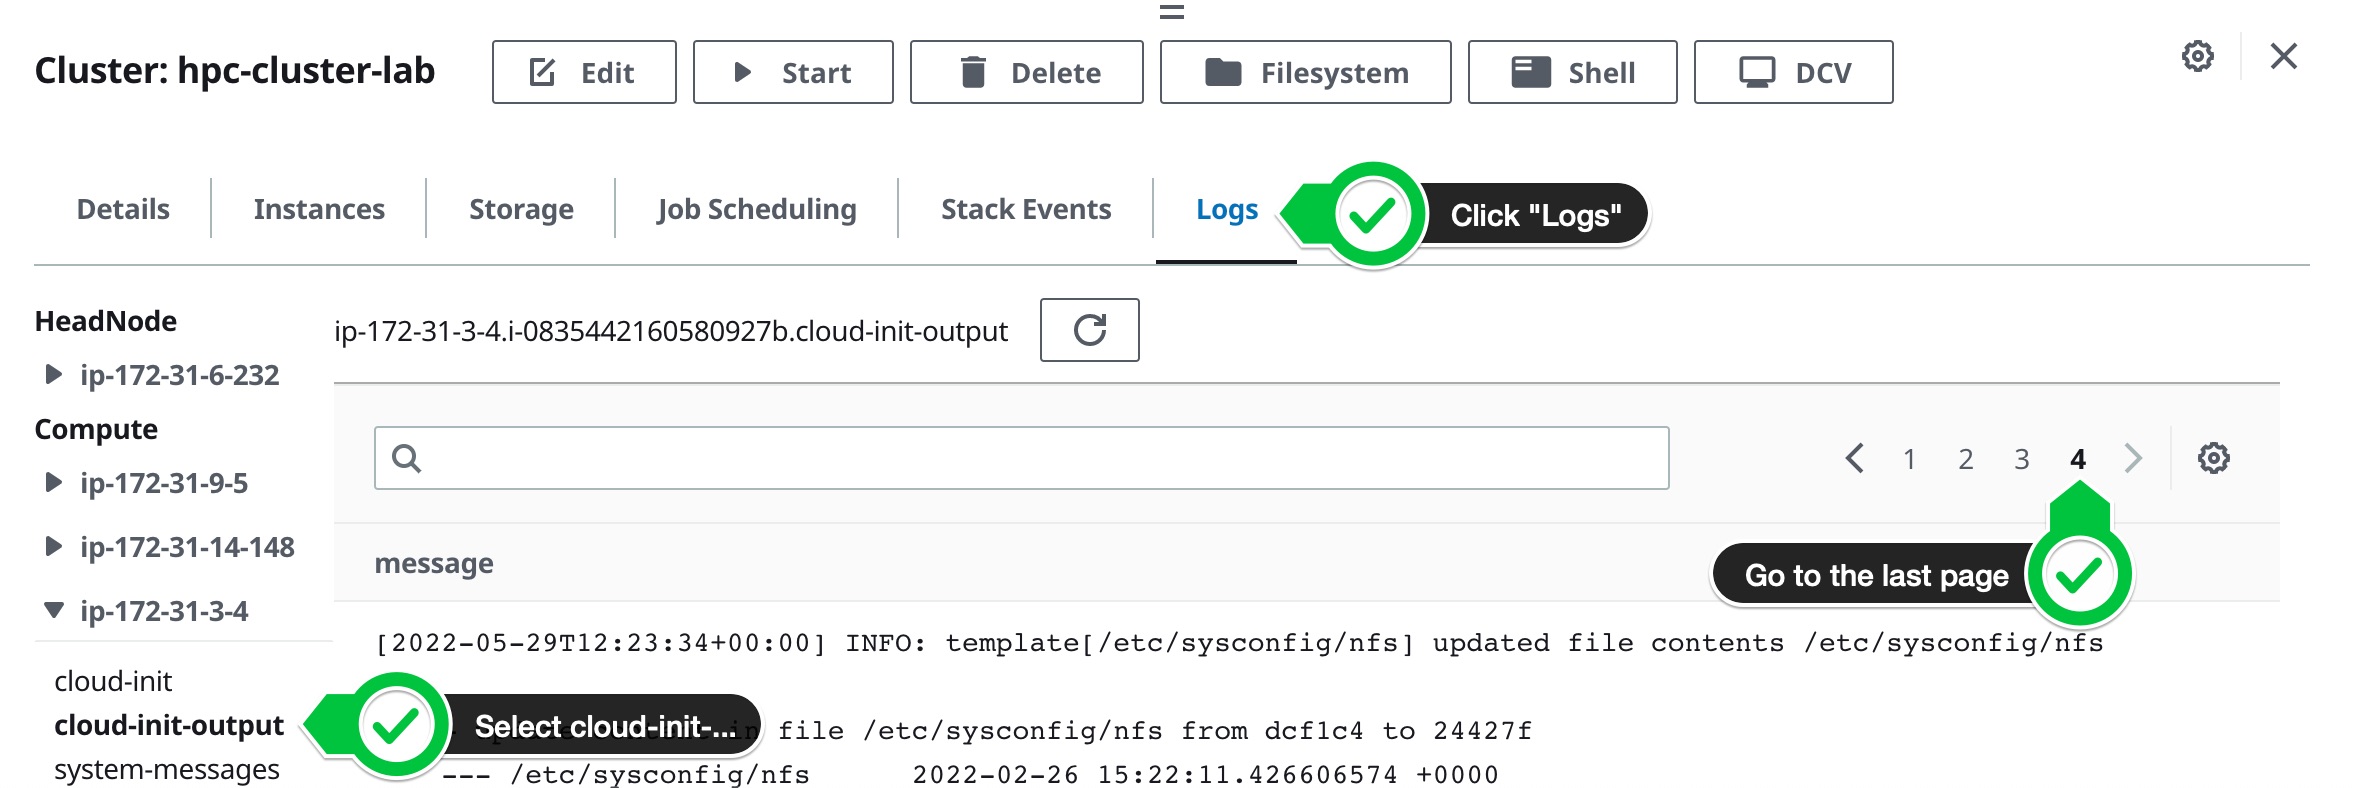 Cluster: hpc-cluster-lab Edit Start Delete Filesystem Shell DCV
Details Instances Storage Job Scheduling Stack Events Logs Click "Logs"
HeadNode
ip-172-31-6-232
Compute
ip-172-31-9-5
ip-172-31-14-148
ip-172-31-3-4
cloud-init
cloud-init-output
system-messages
ip-172-31-3-4.i-0835442160580927b.cloud-init-output
1 2 3 4
Go to the last page
message
[2022-05-29T12:23:34+00:00] INFO: template[/etc/sysconfig/nfs] updated file contents /etc/sysconfig/nfs
Select cloud-init-...
file /etc/sysconfig/nfs from dcf1c4 to 24427f
--- /etc/sysconfig/nfs 2022-02-26 15:22:11.426606574 +0000